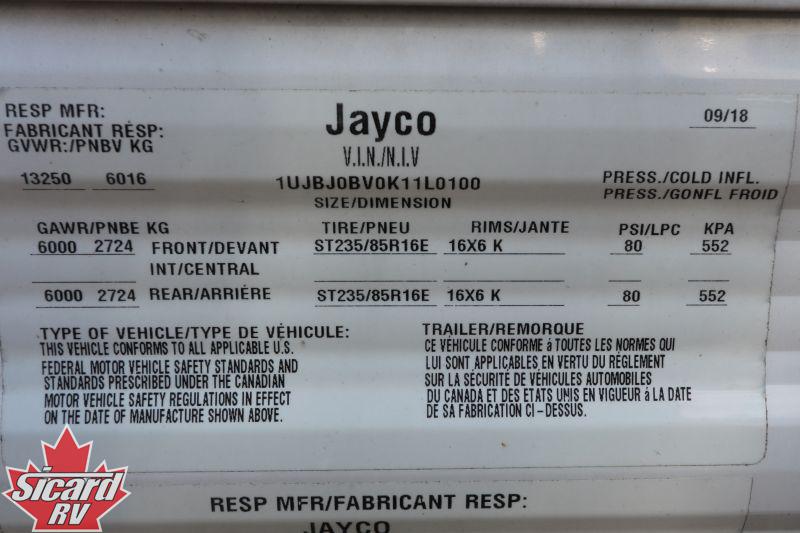 RESP MFR: Jayco 09/18
FABRICANT RESP:
GVWR:/PNBV KG V.I.N./N.I.V
13250 6016 1UJBJ0BV0K11L0100 PRESS./COLD INFL.
SIZE/DIMENSION PRESS./GONFL FROID
GAWR/PNBE KG TIRE/PNEU RIMS/JANTE PSI/LPC KPA
6000 2724 FRONT/DEVANT ST235/85R16E 16X6 K 80 552
INT/CENTRAL
6000 2724 REAR/ARRIÈRE ST235/85R16E 16X6 K 80 552
TYPE OF VEHICLE/TYPE DE VÉHICULE: TRAILER/REMORQUE
THIS VEHICLE CONFORMS TO ALL APPLICABLE U.S.
FEDERAL MOTOR VEHICLE SAFETY STANDARDS AND
STANDARDS PRESCRIBED UNDER THE CANADIAN
MOTOR VEHICLE SAFETY REGULATIONS IN EFFECT
ON THE DATE OF MANUFACTURE SHOWN ABOVE.
CE VÉHICULE CONFORME á TOUTES LES NORMES QUI
LUI SONT APPLICABLES EN VERTU DU RÉGLEMENT
SUR LA SÉCURITÉ DE VÉHICULES AUTOMOBILES
DU CANADA ET DES ETATS UNIS EN VIGUEUR á LA DATE
DE SA FABRICATION CI-DESSUS.
Sicard
RV
RESP MFR/FABRICANT RESP:
JAYCO